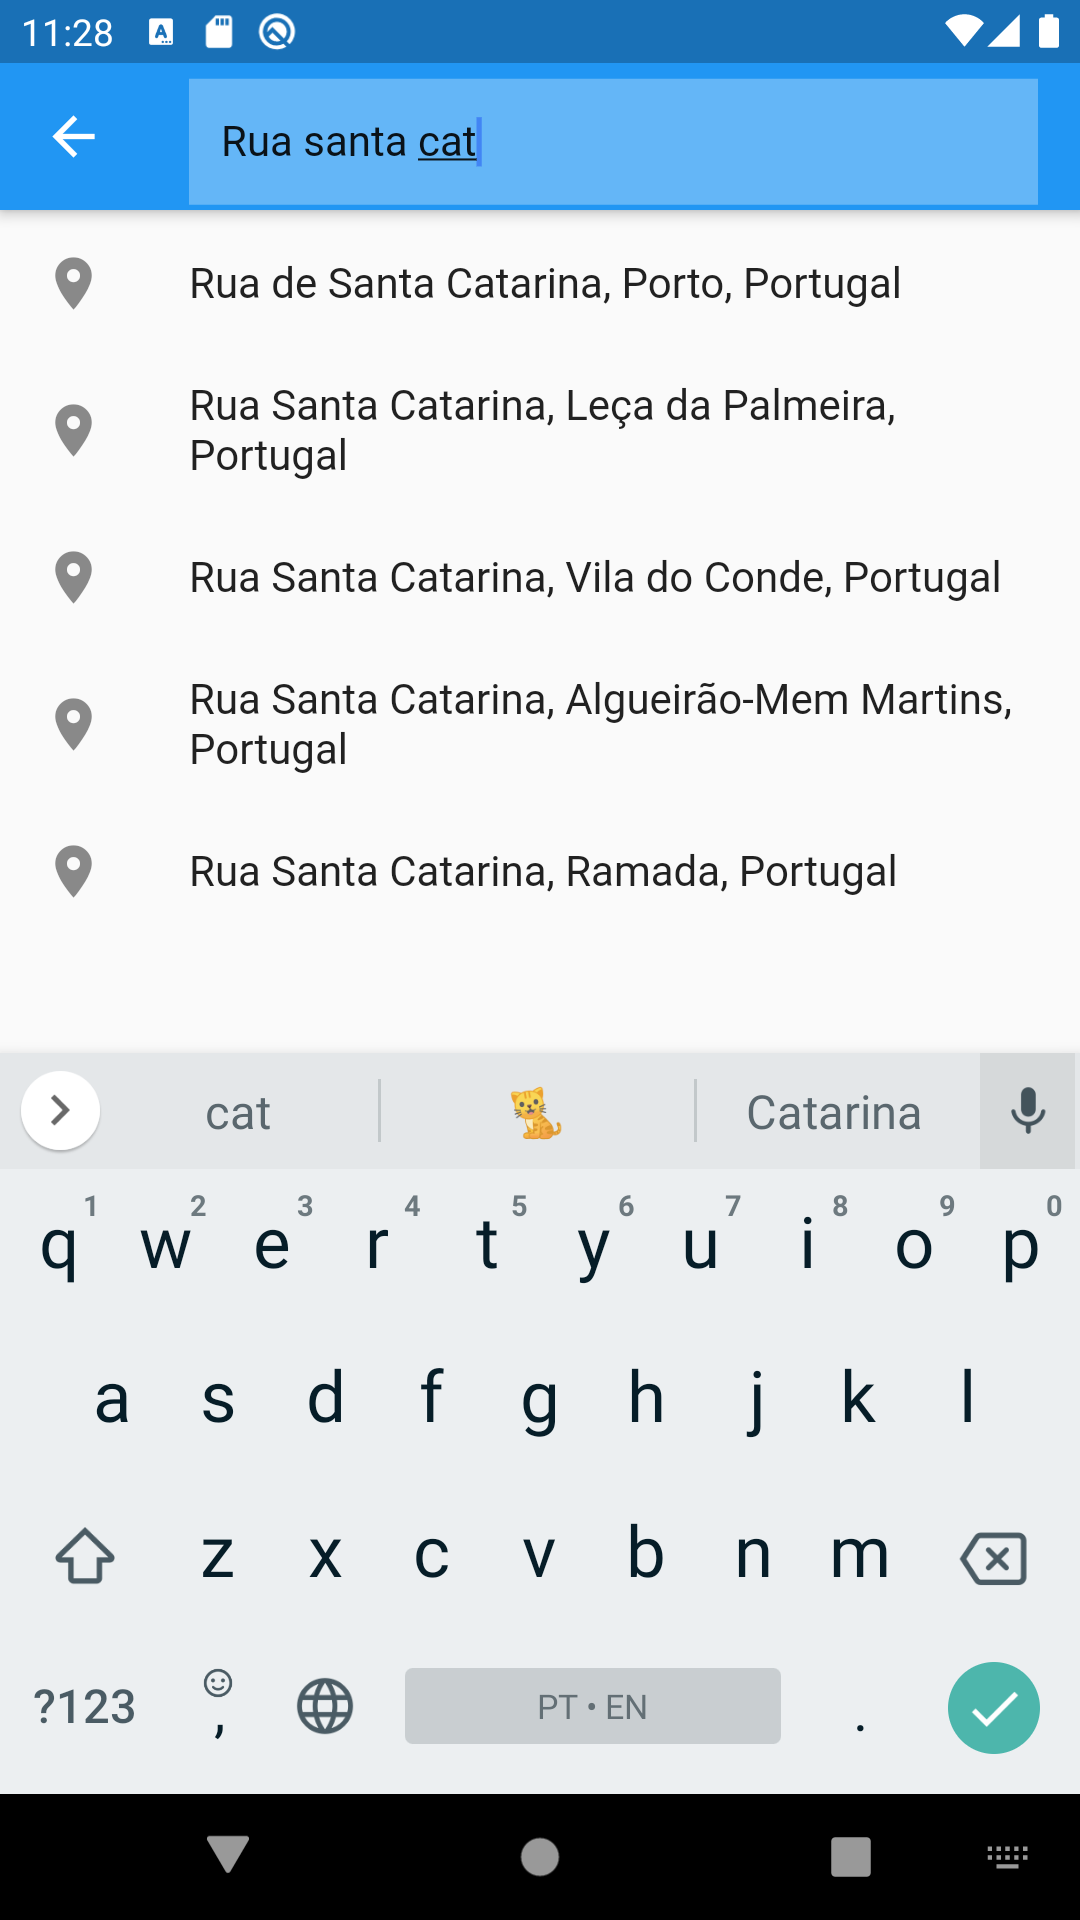 11:28
Rua santa cat
Rua de Santa Catarina, Porto, Portugal
Rua Santa Catarina, Leça da Palmeira,
Portugal
Rua Santa Catarina, Vila do Conde, Portugal
Rua Santa Catarina, Algueirão-Mem Martins,
Portugal
Rua Santa Catarina, Ramada, Portugal
cat Catarina
1 2 3 4 5 6 7 8 9 0
q w e r t y u i o p
a s d f g h j k l
z x c v b n m
?123 , PT • EN .